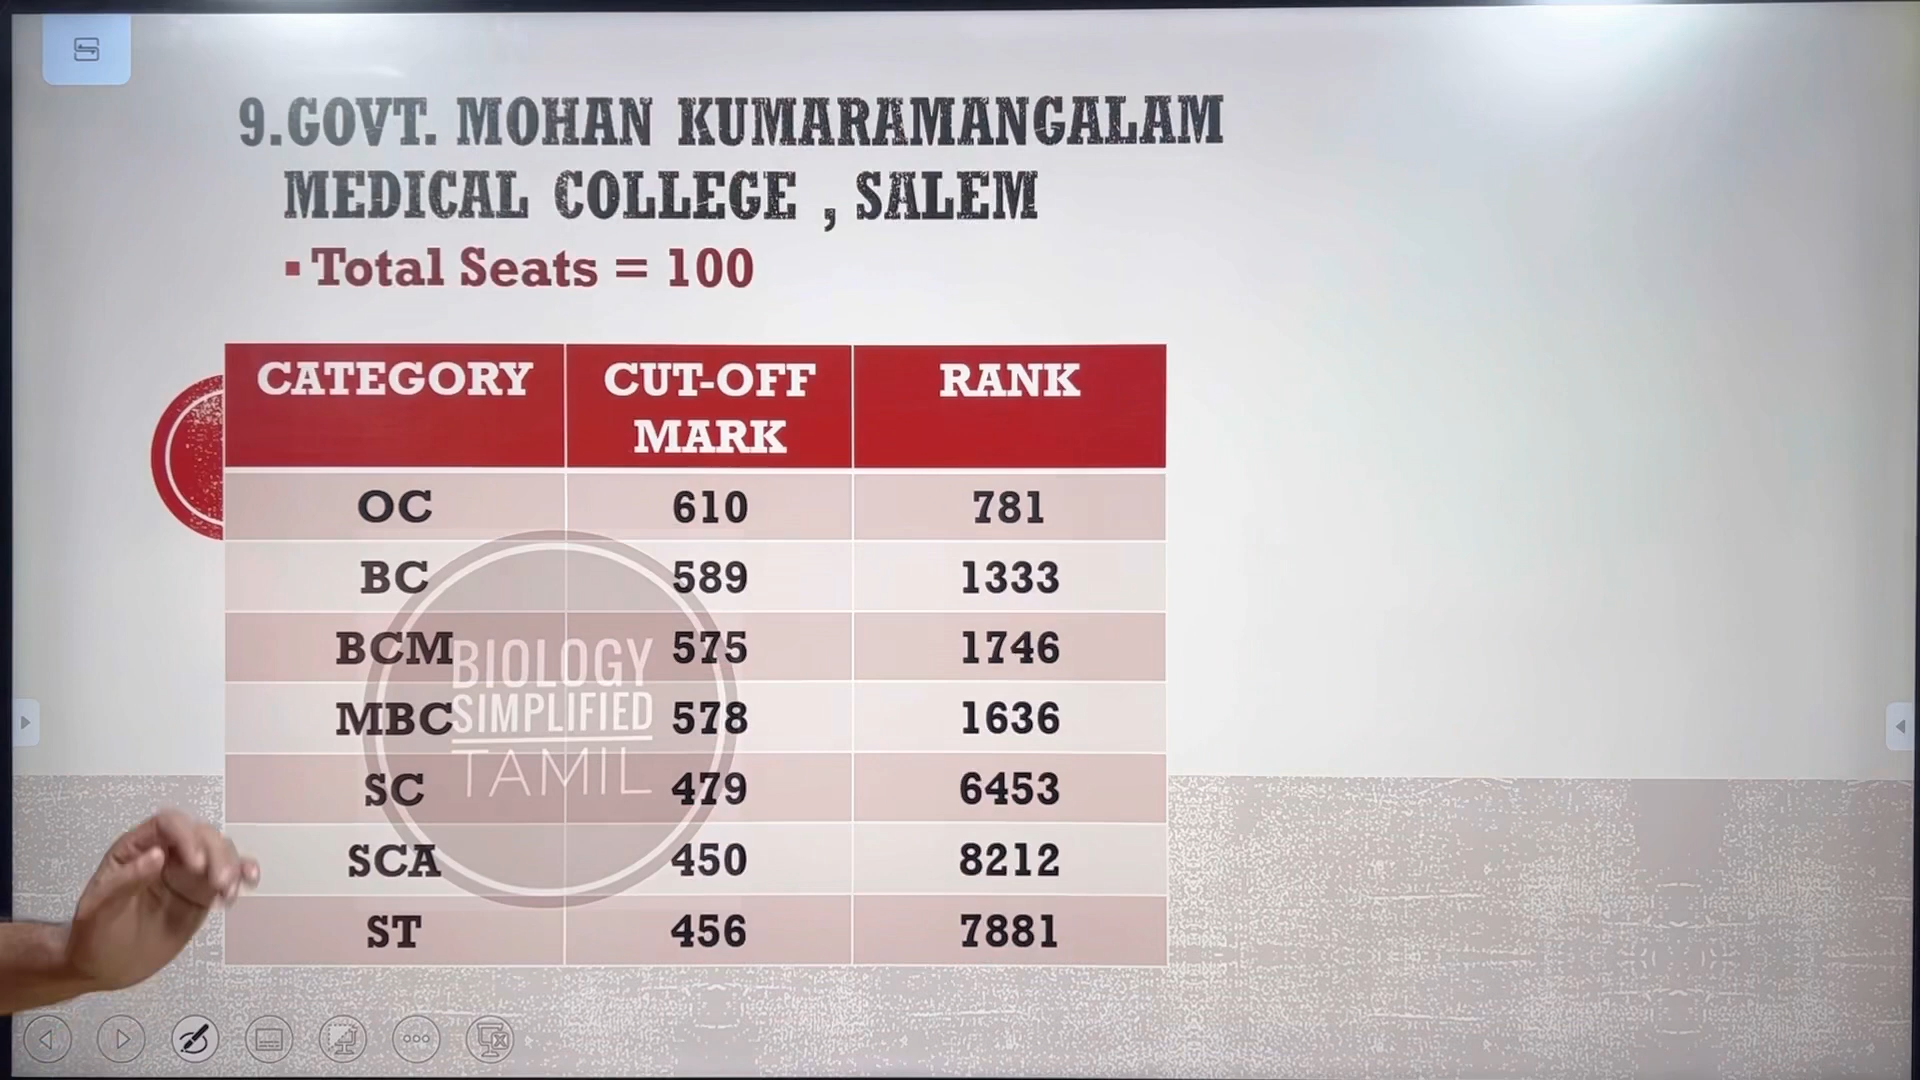 9.GOVT. MOHAN KUMARAMANGALAM
MEDICAL COLLEGE , SALEM
▪ Total Seats = 100
CATEGORY CUT-OFF MARK RANK
OC 610 781
BC 589 1333
BCM 575 1746
MBC 578 1636
SC 479 6453
SCA 450 8212
ST 456 7881
BIOLOGY
SIMPLIFIED
TAMIL